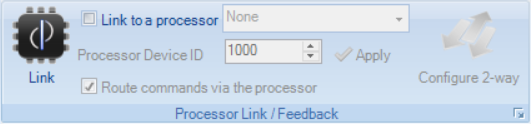 Link to a processor None
Processor Device ID 1000 Apply
Link Configure 2-way
Route commands via the processor
Processor Link / Feedback